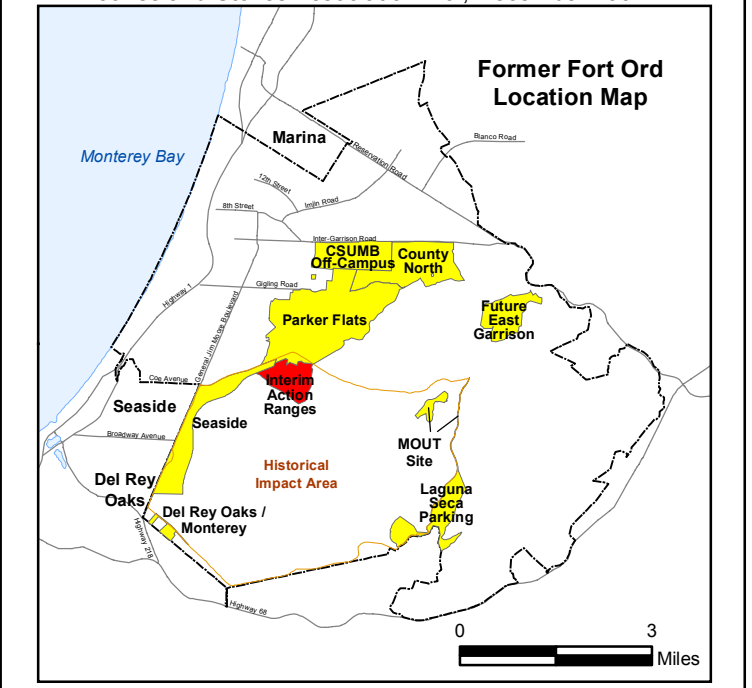 Former Fort Ord
Location Map
Marina
Monterey Bay
Blanco Road
Reservation Road
12th Street
Imjin Road
8th Street
Inter-Garrison Road
CSUMB
Off-Campus
County
North
Gigling Road
Highway 1
General Jim Moore Boulevard
Parker Flats
Future
East
Garrison
Coe Avenue
Interim
Action
Ranges
Seaside
Seaside
Broadway Avenue
MOUT
Site
Historical
Impact Area
Del Rey
Oaks
Laguna
Seca
Parking
Del Rey Oaks /
Monterey
Highway 218
Highway 68
0 3
Miles